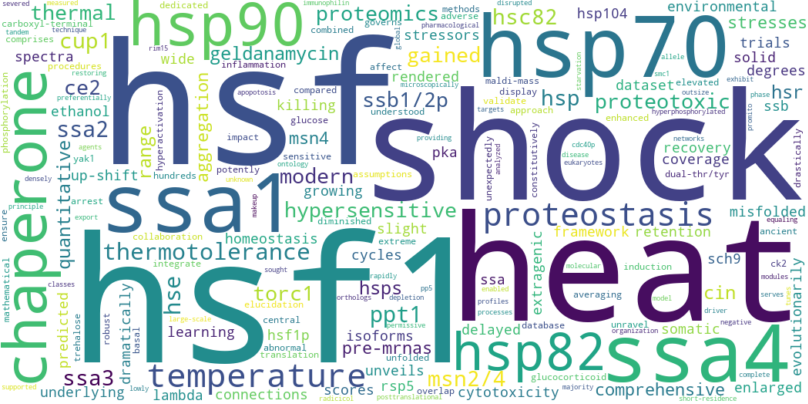 thermal
dedicated
hsp90
immunophilin
proteomics
hsc82
hsp104
environmental
severed
measured
technique
carboxyl-terminal
comprises
combined
methods
adverse
governs
stressors
disrupted
pharmacological
global
tandem
cup1
rim15
geldanamycin
hsp70
stresses
spectra
wide
gained
allele
starvation
smc1
trials
procedures
inflammation
affect
rendered
microscopically
maldi-mass
display
hsp
dataset
elevated
outside.
solid
degrees
restoring
preferentially
apoptosis
hsf
killing
compared
ssb1/2p
understood
validate
approach
proteotoxic
hsr
ssb
phosphorylation
chaperone
ce2
ethanol
range
hyperactivation
aggregation
glucose
msn4
shock
enhanced
hyperphosphorylated
exhibit
phase
promito
ssa2
agents
yak1
impact
sensitive
potently
pka
unexpectedly
analyzed
constitutively
cdc40p
disease
eukaryotes
networks
targets
recovery
coverage
dual-thr/tyr
drastically
quantitative
up-shift
hundreds
arrest
ontology
unknown
modern
assumptions
providing
densely
principle
export
ssa1
makeup
growing
diminished
hypersensitive
slight
proteostasis
misfolded
equaling
ensure
collaboration
homeostasis
extreme
cycles
framework
retention
ancient
mathematical
classes
thermotolerance
integrate
sought
hsps
rapidly
depletion
pp5
ssa
induction
molecular
sch9
ck2
modules
hsf1
heat
predicted
hse
torc1
elucidation
central
orthologs
permissive
extragenic
averaging
enabled
profiles
processes
model
cin
serves
evolutionarily
trehalose
robust
dramatically
basal
large-scale
learning
hsf1p
abnormal
translation
ppt1
isoforms
pre-mrnas
delayed
database
unravel
organization
driver
somatic
negative
humans
supported
ssa3
temperature
unveils
unfolded
hsp82
ssa4
underlying
lowly
lambda
connections
radicicol
scores
rsp5
posttranslational
msn2/4
overlap
cytotoxicity
glucocorticoid
majority
comprehensive
short-residence
complete
enlarged